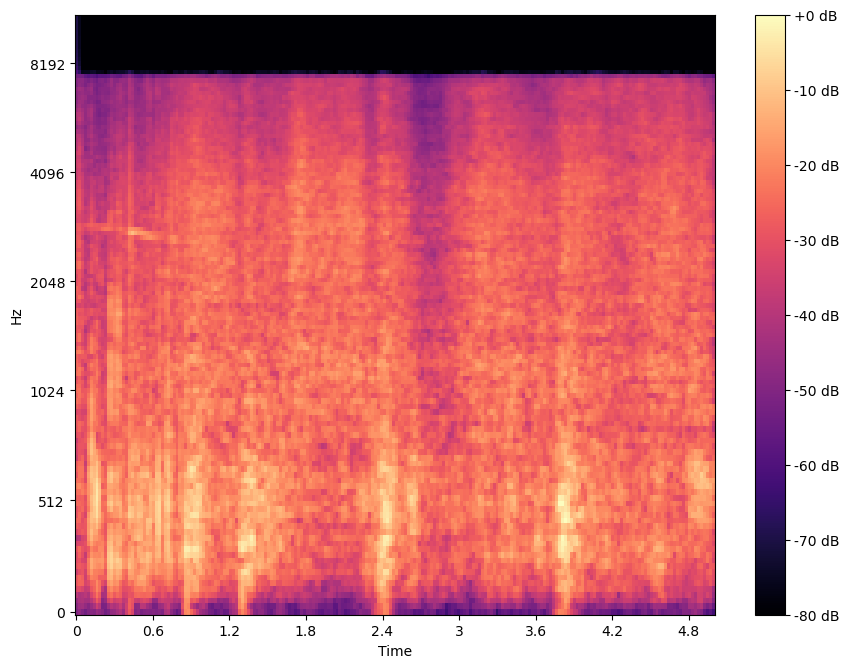 +0 dB
8192
-10 dB
4096
-20 dB
-30 dB
2048
Hz
-40 dB
1024
-50 dB
512
-60 dB
-70 dB
0
-80 dB
0 0.6 1.2 1.8 2.4 3 3.6 4.2 4.8
Time